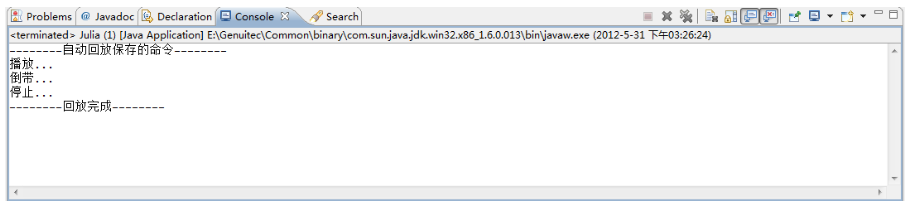 Problems @ Javadoc Declaration Console Search
<terminated> Julia (1) [Java Application] E:\Genuitec\Common\binary\com.sun.java.jdk.win32.x86_1.6.0.013\bin\javaw.exe (2012-5-31 下午03:26:24)
--------自动回放保存的命令--------
播放...
倒带...
停止...
--------回放完成--------